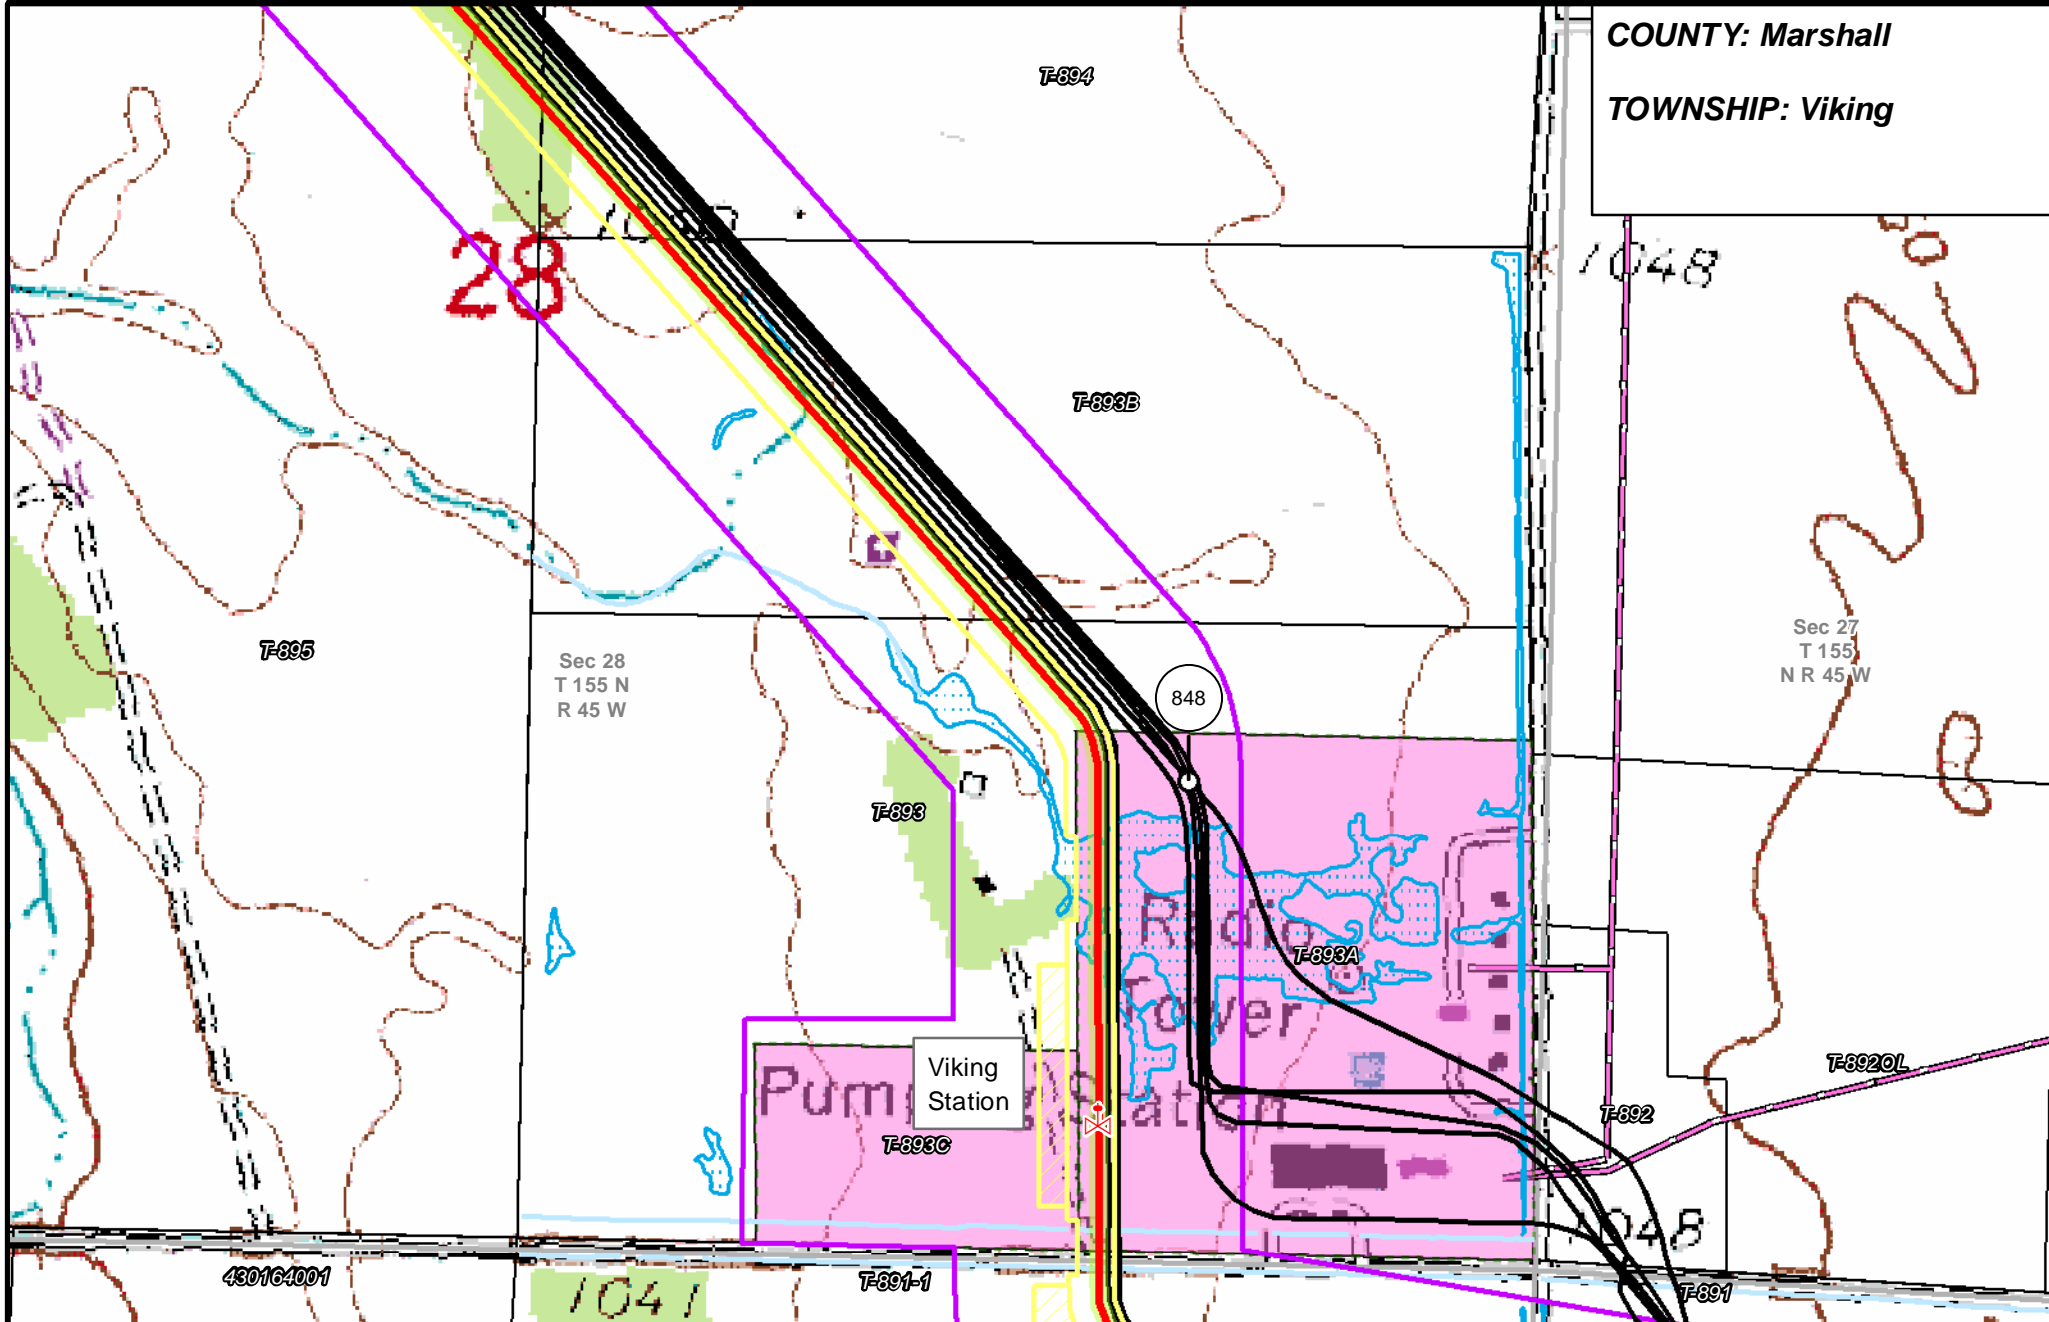 COUNTY: Marshall
TOWNSHIP: Viking
T-894
28
1048
T-893B
T-895
Sec 28
T 155 N
R 45 W
Sec 27
T 155
N R 45 W
848
T-893
Radio
Tower
T-893A
Viking
Station
Pumping Station
T-893C
T-892OL
T-892
1048
430164001
1041
T-891-1
T-891